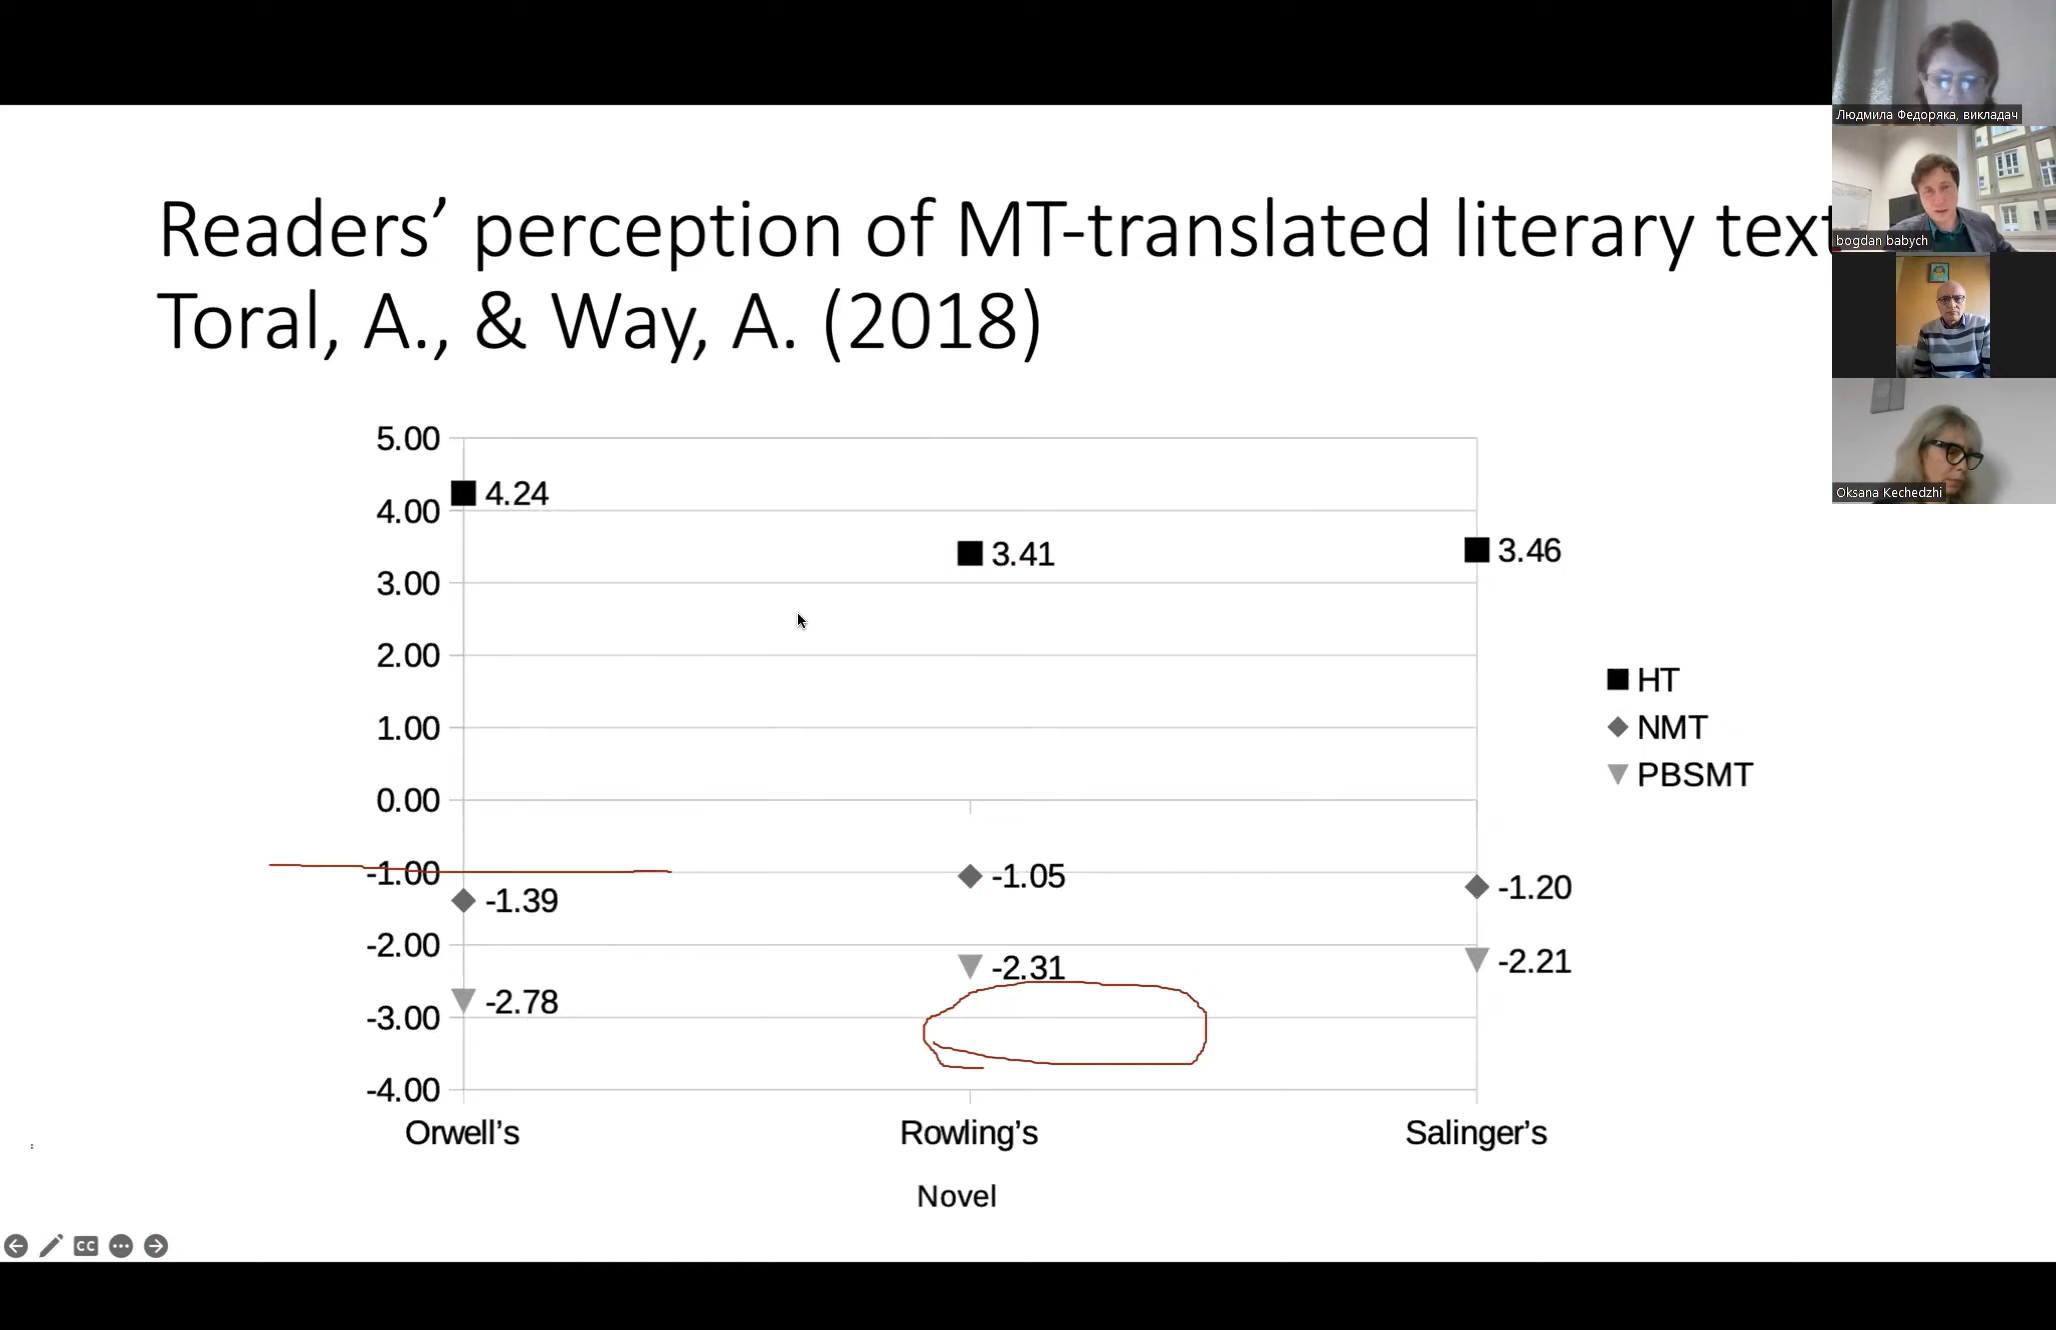 Readers’ perception of MT-translated literary text
Toral, A., & Way, A. (2018)
5.00
4.00
3.00
2.00
1.00
0.00
-1.00
-2.00
-3.00
-4.00
4.24
3.41
3.46
-1.39
-1.05
-1.20
-2.78
-2.31
-2.21
HT
NMT
PBSMT
Orwell’s
Rowling’s
Salinger’s
Novel
CC
Людмила Федоряка, викладач
bogdan babych
Oksana Kechedzhi